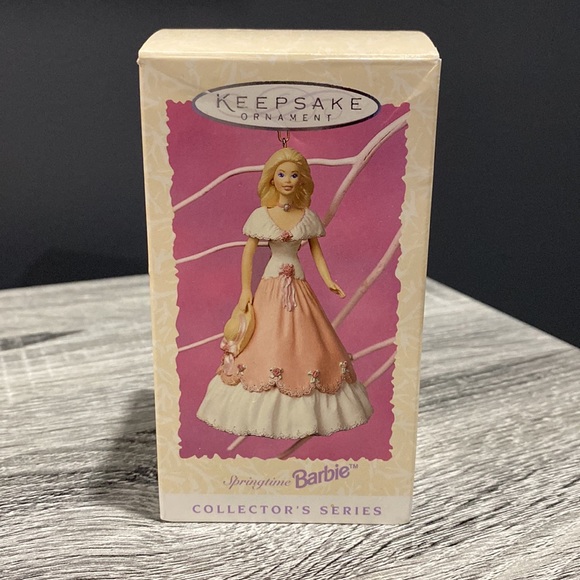 KEEPSAKE
ORNAMENT
Springtime Barbie™
COLLECTOR'S SERIES